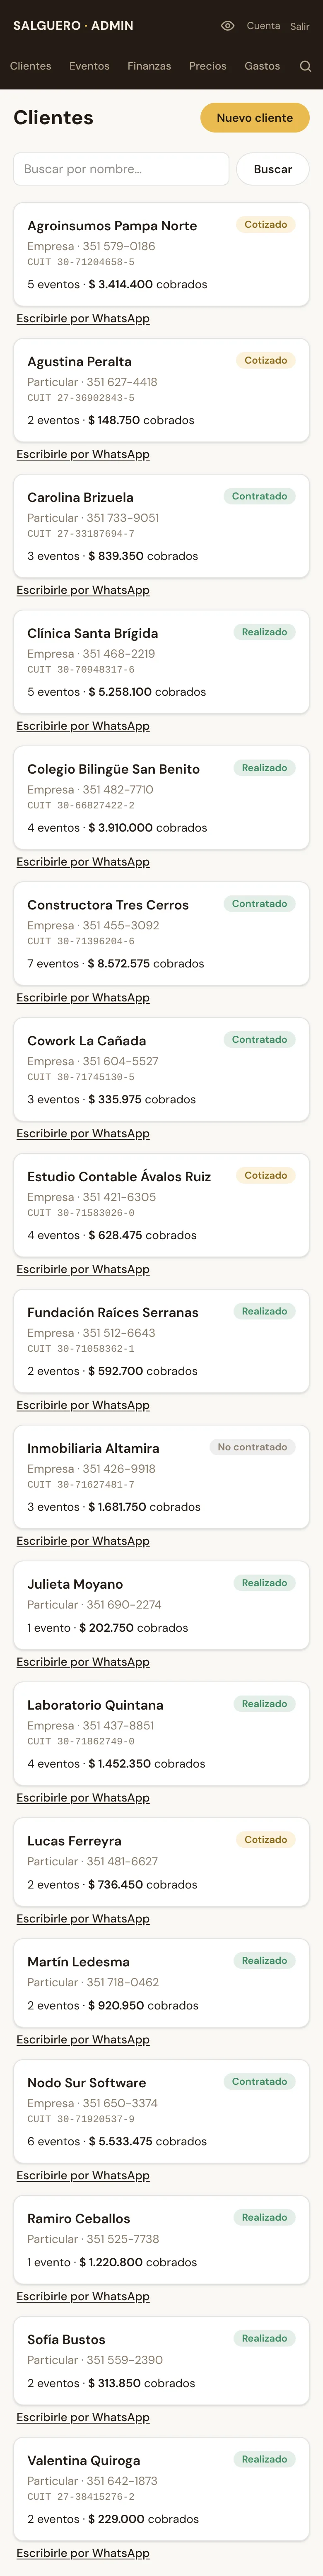 SALGUERO · ADMIN
Cuenta
Salir
Clientes
Eventos
Finanzas
Precios
Gastos
Clientes
Nuevo cliente
Buscar por nombre...
Buscar
Agroinsumos Pampa Norte
Cotizado
Empresa · 351 579-0186
CUIT 30-71204658-5
5 eventos · $ 3.414.400 cobrados
Escribirle por WhatsApp
Agustina Peralta
Cotizado
Particular · 351 627-4418
CUIT 27-36902843-5
2 eventos · $ 148.750 cobrados
Escribirle por WhatsApp
Carolina Brizuela
Contratado
Particular · 351 733-9051
CUIT 27-33187694-7
3 eventos · $ 839.350 cobrados
Escribirle por WhatsApp
Clínica Santa Brígida
Realizado
Empresa · 351 468-2219
CUIT 30-70948317-6
5 eventos · $ 5.258.100 cobrados
Escribirle por WhatsApp
Colegio Bilingüe San Benito
Realizado
Empresa · 351 482-7710
CUIT 30-66827422-2
4 eventos · $ 3.910.000 cobrados
Escribirle por WhatsApp
Constructora Tres Cerros
Contratado
Empresa · 351 455-3092
CUIT 30-71396204-6
7 eventos · $ 8.572.575 cobrados
Escribirle por WhatsApp
Cowork La Cañada
Contratado
Empresa · 351 604-5527
CUIT 30-71745130-5
3 eventos · $ 335.975 cobrados
Escribirle por WhatsApp
Estudio Contable Ávalos Ruiz
Cotizado
Empresa · 351 421-6305
CUIT 30-71583026-0
4 eventos · $ 628.475 cobrados
Escribirle por WhatsApp
Fundación Raíces Serranas
Realizado
Empresa · 351 512-6643
CUIT 30-71058362-1
2 eventos · $ 592.700 cobrados
Escribirle por WhatsApp
Inmobiliaria Altamira
No contratado
Empresa · 351 426-9918
CUIT 30-71627481-7
3 eventos · $ 1.681.750 cobrados
Escribirle por WhatsApp
Julieta Moyano
Realizado
Particular · 351 690-2274
1 evento · $ 202.750 cobrados
Escribirle por WhatsApp
Laboratorio Quintana
Realizado
Empresa · 351 437-8851
CUIT 30-71862749-0
4 eventos · $ 1.452.350 cobrados
Escribirle por WhatsApp
Lucas Ferreyra
Cotizado
Particular · 351 481-6627
2 eventos · $ 736.450 cobrados
Escribirle por WhatsApp
Martín Ledesma
Realizado
Particular · 351 718-0462
2 eventos · $ 920.950 cobrados
Escribirle por WhatsApp
Nodo Sur Software
Contratado
Empresa · 351 650-3374
CUIT 30-71920537-9
6 eventos · $ 5.533.475 cobrados
Escribirle por WhatsApp
Ramiro Ceballos
Realizado
Particular · 351 525-7738
1 evento · $ 1.220.800 cobrados
Escribirle por WhatsApp
Sofía Bustos
Realizado
Particular · 351 559-2390
2 eventos · $ 313.850 cobrados
Escribirle por WhatsApp
Valentina Quiroga
Realizado
Particular · 351 642-1873
CUIT 27-38415276-2
2 eventos · $ 229.000 cobrados
Escribirle por WhatsApp